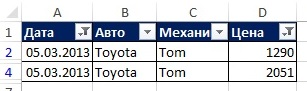 A B C D
1 Дата Авто Механи Цена
2 05.03.2013 Toyota Tom 1290
4 05.03.2013 Toyota Tom 2051